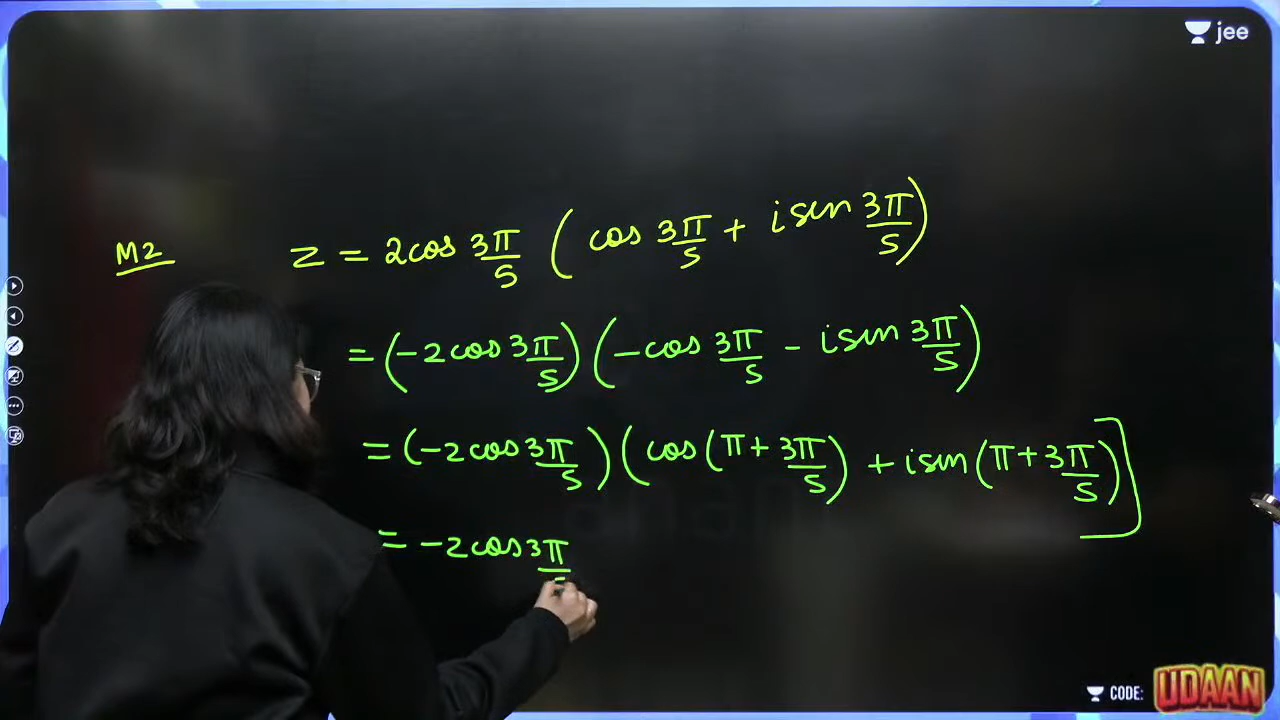 jee
M2
z = 2cos 3π/5 (cos 3π/5 + i sin 3π/5)
= (-2cos 3π/5) (-cos 3π/5 - i sin 3π/5)
= (-2cos 3π/5) (cos (π + 3π/5) + i sin (π + 3π/5)]
= -2cos 3π
CODE: UDAAN